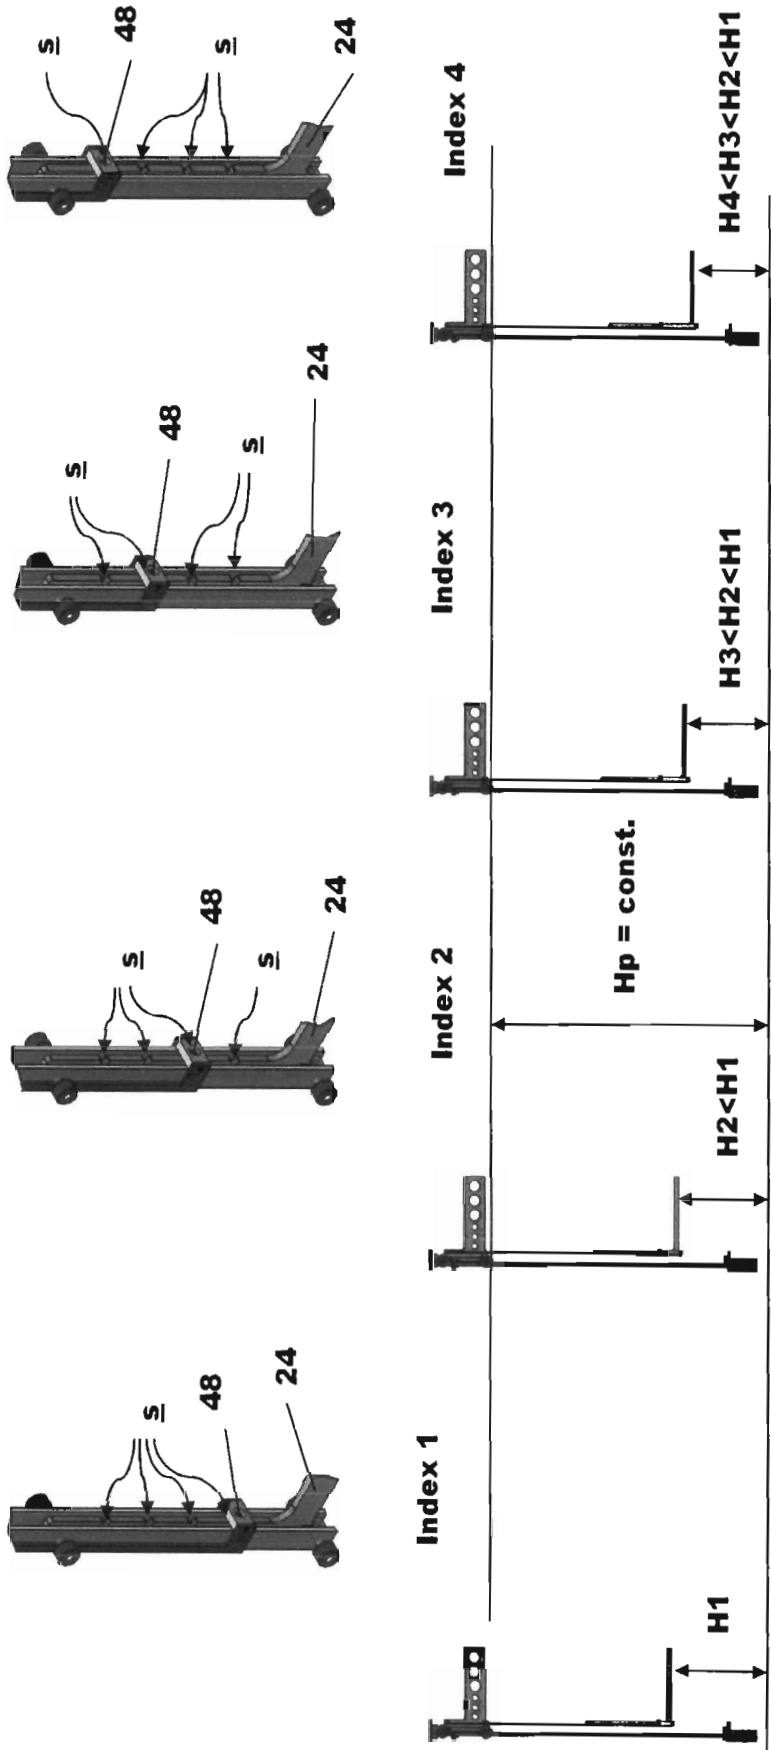 s
48
24
s
48
s
24
s
48
s
24
s
48
s
24
Index 1
Index 2
Index 3
Index 4
Hp = const.
H1
H2<H1
H3<H2<H1
H4<H3<H2<H1